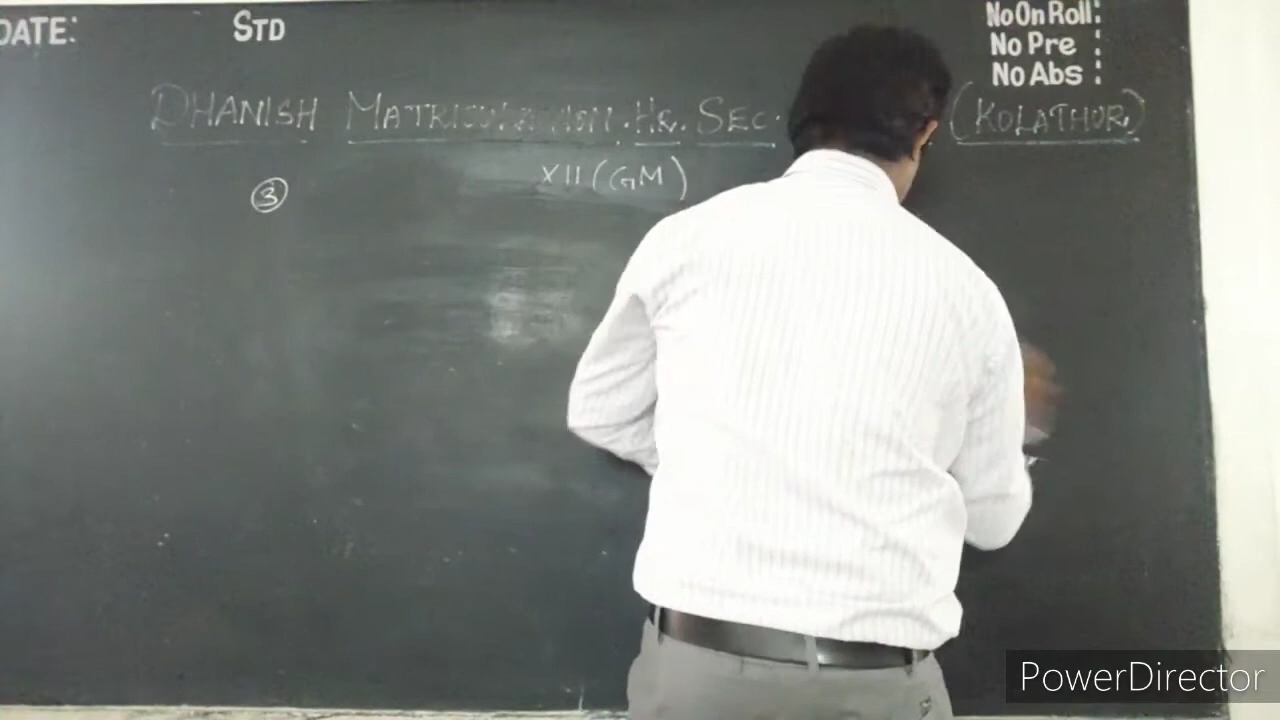 DATE:
STD
No On Roll:
No Pre :
No Abs :
DHANISH MATRICULATION. HR. SEC. (KOLATHUR)
XII (GM)
3
PowerDirector